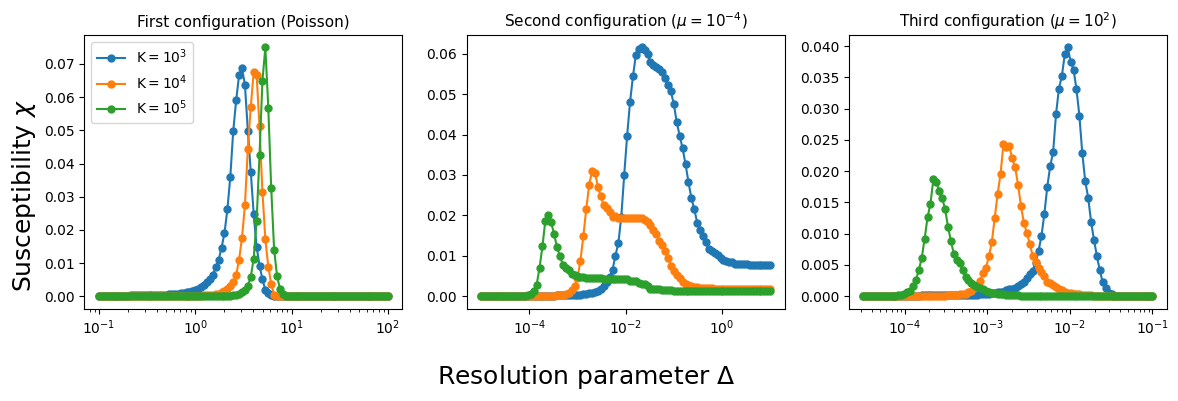 First configuration (Poisson)
Second configuration ($\mu = 10^{-4}$)
Third configuration ($\mu = 10^{2}$)
Susceptibility χ
K = 10³
K = 10⁴
K = 10⁵
0.07
0.06
0.05
0.04
0.03
0.02
0.01
0.00
10⁻¹ 10⁰ 10¹ 10²
0.06
0.05
0.04
0.03
0.02
0.01
0.00
10⁻⁴ 10⁻² 10⁰
0.040
0.035
0.030
0.025
0.020
0.015
0.010
0.005
0.000
10⁻⁴ 10⁻³ 10⁻² 10⁻¹
Resolution parameter Δ